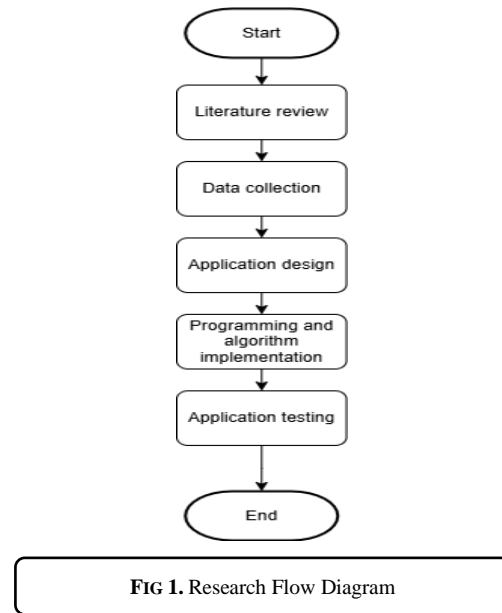 Start
Literature review
Data collection
Application design
Programming and
algorithm
implementation
Application testing
End
FIG 1. Research Flow Diagram